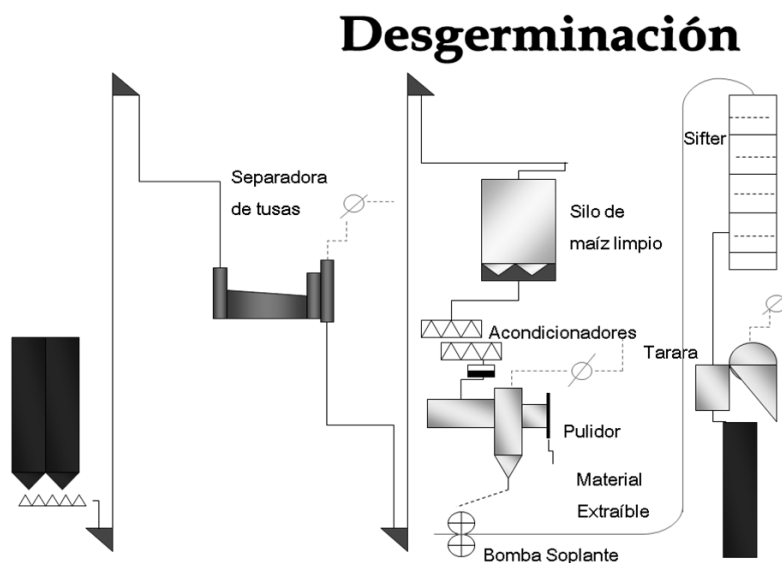 Desgerminación
Separadora
de tusas
Sifter
Silo de
maíz limpio
Acondicionadores
Tarara
Pulidor
Material
Extraíble
Bomba Soplante